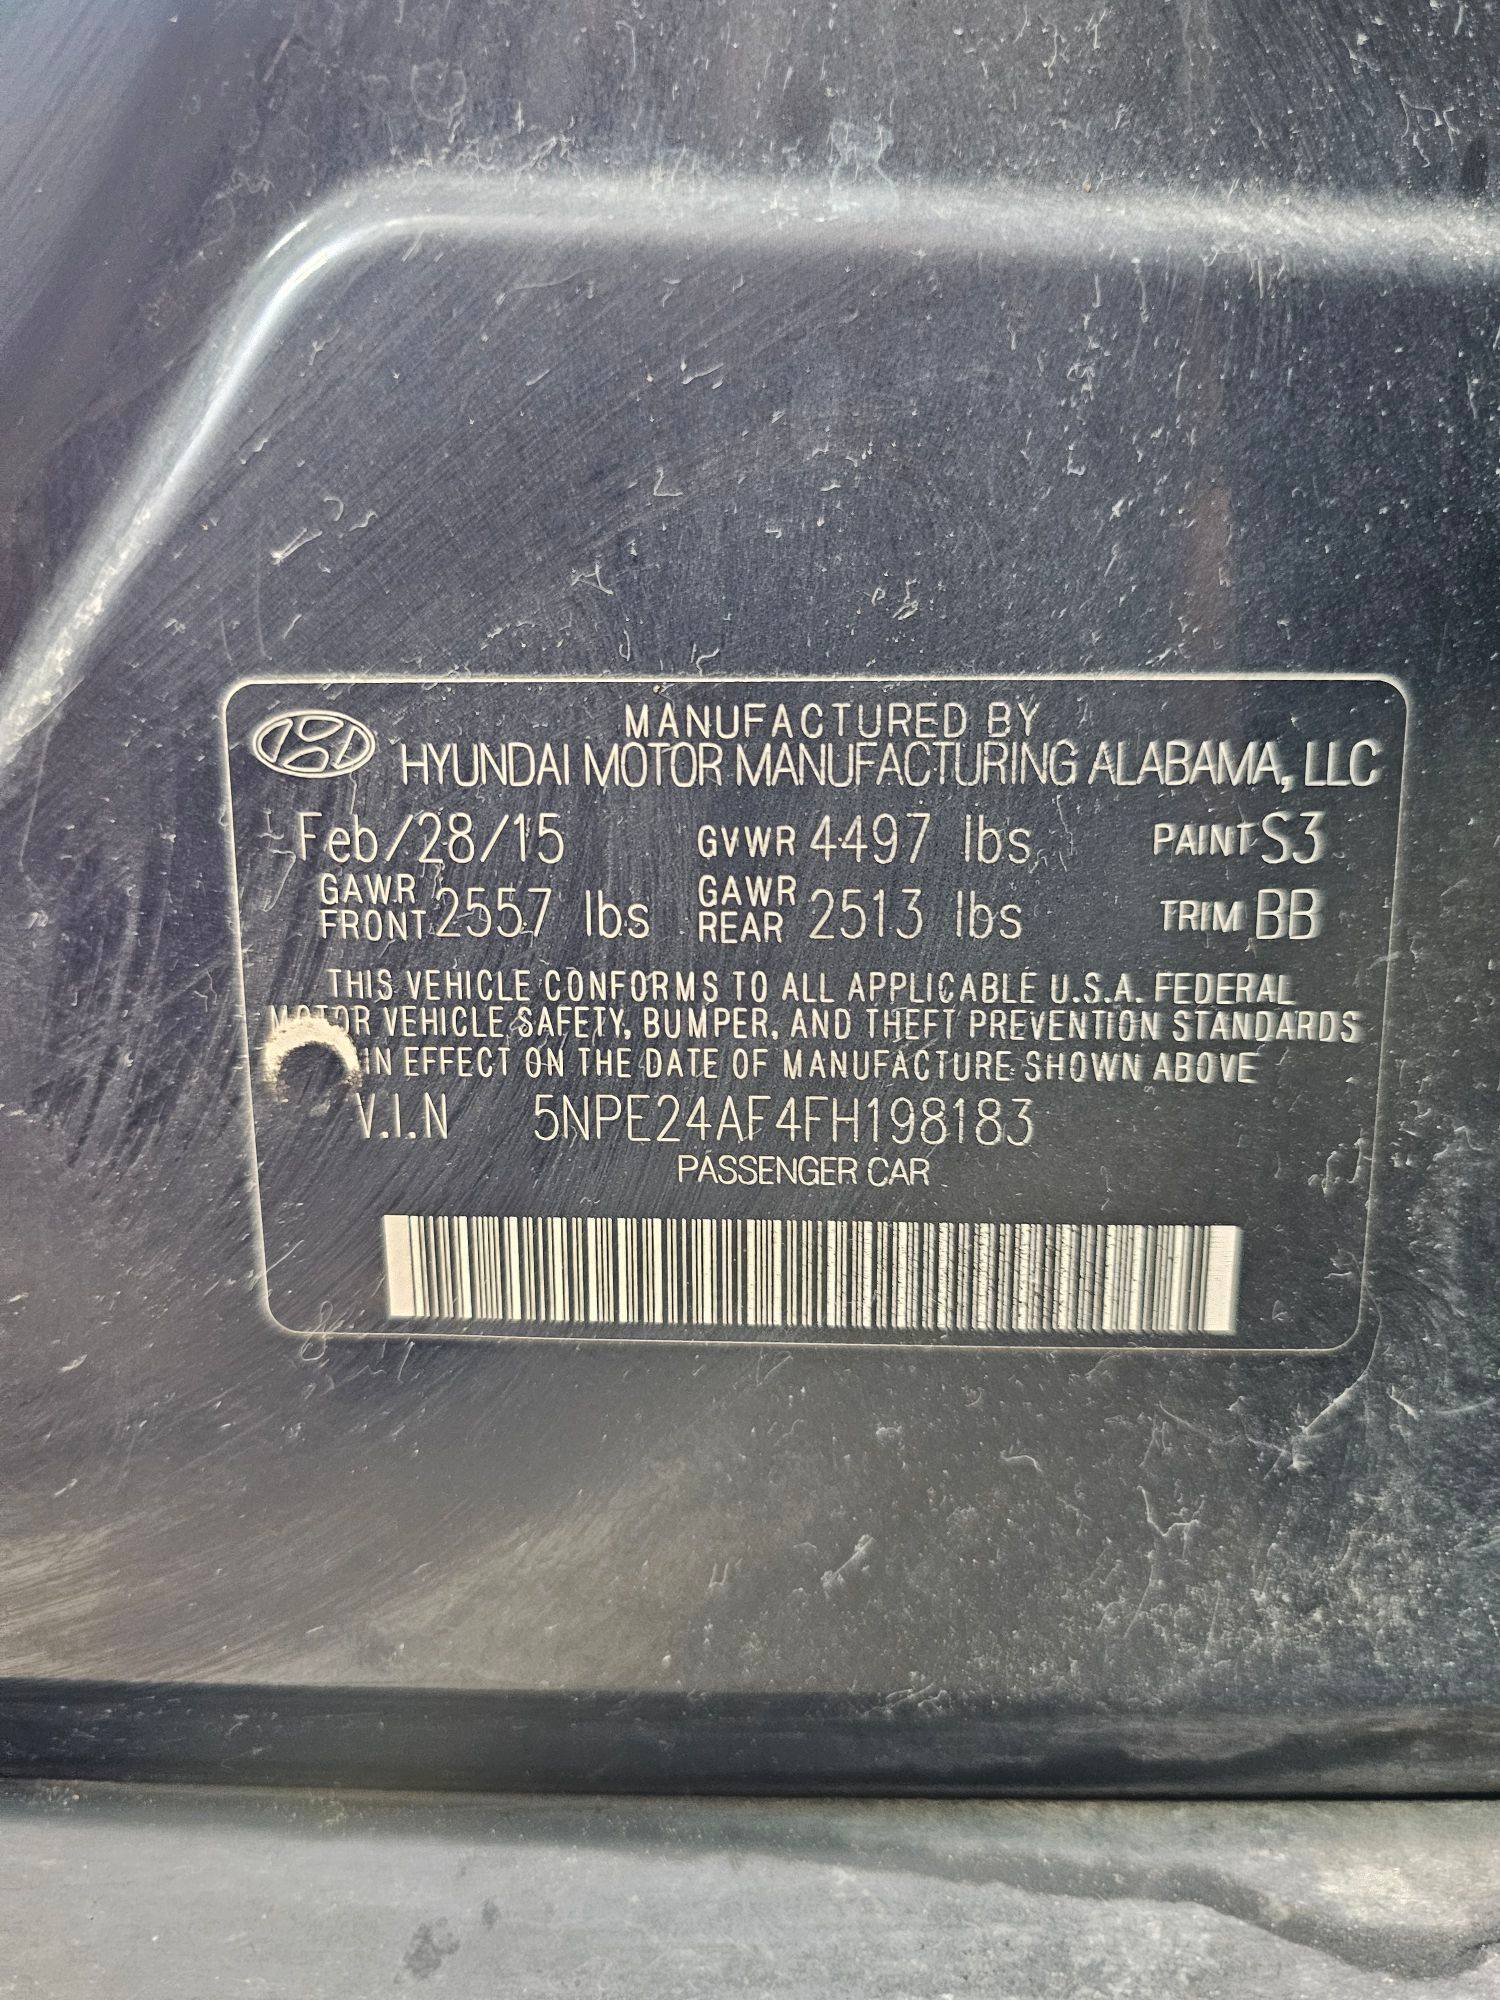 MANUFACTURED BY
HYUNDAI MOTOR MANUFACTURING ALABAMA, LLC
Feb/28/15 GVWR 4497 lbs PAINT S3
GAWR FRONT 2557 lbs GAWR REAR 2513 lbs TRIM BB
THIS VEHICLE CONFORMS TO ALL APPLICABLE U.S.A. FEDERAL
MOTOR VEHICLE SAFETY, BUMPER, AND THEFT PREVENTION STANDARDS
IN EFFECT ON THE DATE OF MANUFACTURE SHOWN ABOVE
V.I.N 5NPE24AF4FH198183
PASSENGER CAR